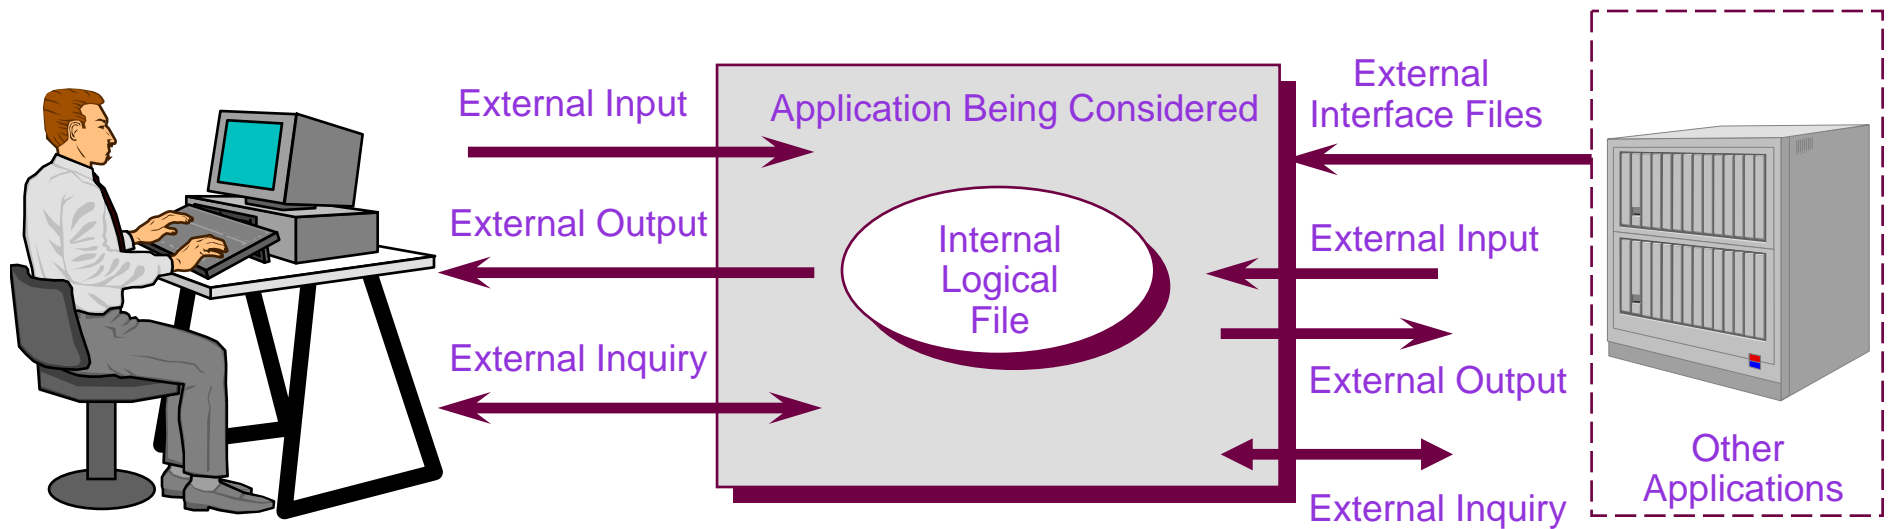 External Input
External Output
External Inquiry
Application Being Considered
Internal
Logical
File
External
Interface Files
External Input
External Output
External Inquiry
Other
Applications